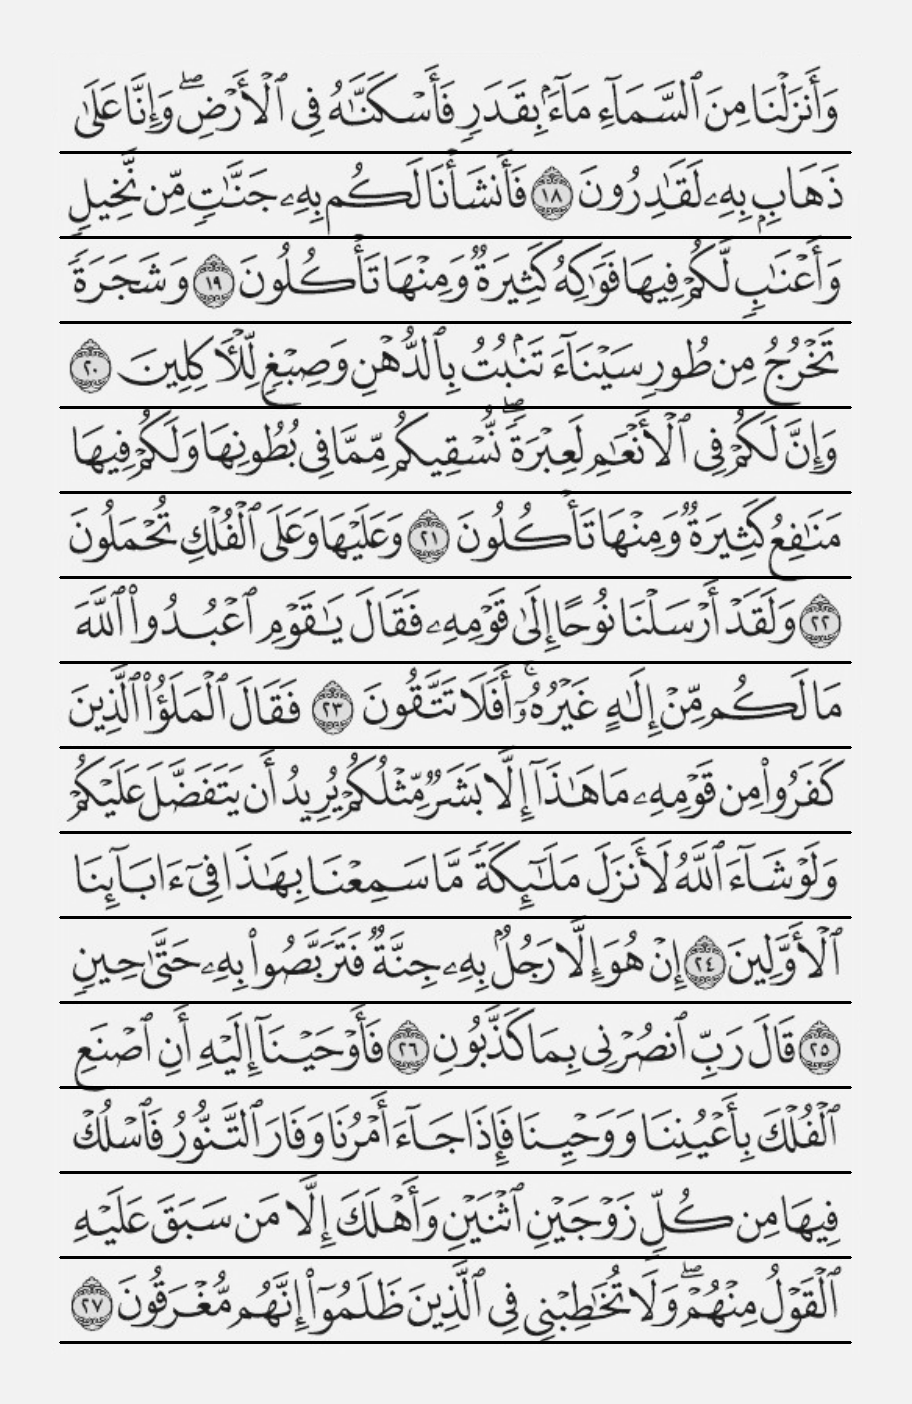 وَأَنزَلْنَا مِنَ ٱلسَّمَآءِ مَآءًۢ بِقَدَرٍ فَأَسْكَنَّٰهُ فِى ٱلْأَرْضِ ۖ وَإِنَّا عَلَىٰ
ذَهَابٍۭ بِهِۦ لَقَٰدِرُونَ ١٨ فَأَنشَأْنَا لَكُم بِهِۦ جَنَّٰتٍ مِّن نَّخِيلٍ
وَأَعْنَٰبٍ لَّكُمْ فِيهَا فَوَٰكِهُ كَثِيرَةٌ وَمِنْهَا تَأْكُلُونَ ١٩ وَشَجَرَةً
تَخْرُجُ مِن طُورِ سَيْنَآءَ تَنۢبُتُ بِٱلدُّهْنِ وَصِبْغٍ لِّلْـَٔاكِلِينَ ٢٠
وَإِنَّ لَكُمْ فِى ٱلْأَنْعَٰمِ لَعِبْرَةً ۖ نُّسْقِيكُم مِّمَّا فِى بُطُونِهَا وَلَكُمْ فِيهَا
مَنَٰفِعُ كَثِيرَةٌ وَمِنْهَا تَأْكُلُونَ ٢١ وَعَلَيْهَا وَعَلَى ٱلْفُلْكِ تُحْمَلُونَ
٢٢ وَلَقَدْ أَرْسَلْنَا نُوحًا إِلَىٰ قَوْمِهِۦ فَقَالَ يَٰقَوْمِ ٱعْبُدُوا۟ ٱللَّهَ
مَا لَكُم مِّنْ إِلَٰهٍ غَيْرُهُۥٓ ۚ أَفَلَا تَتَّقُونَ ٢٣ فَقَالَ ٱلْمَلَؤُا۟ ٱلَّذِينَ
كَفَرُوا۟ مِن قَوْمِهِۦ مَا هَٰذَآ إِلَّا بَشَرٌ مِّثْلُكُمْ يُرِيدُ أَن يَتَفَضَّلَ عَلَيْكُمْ
وَلَوْ شَآءَ ٱللَّهُ لَأَنزَلَ مَلَٰٓئِكَةً مَّا سَمِعْنَا بِهَٰذَا فِىٓ ءَابَآئِنَا
ٱلْأَوَّلِينَ ٢٤ إِنْ هُوَ إِلَّا رَجُلٌۢ بِهِۦ جِنَّةٌ فَتَرَبَّصُوا۟ بِهِۦ حَتَّىٰ حِينٍ
٢٥ قَالَ رَبِّ ٱنصُرْنِى بِمَا كَذَّبُونِ ٢٦ فَأَوْحَيْنَآ إِلَيْهِ أَنِ ٱصْنَعِ
ٱلْفُلْكَ بِأَعْيُنِنَا وَوَحْيِنَا فَإِذَا جَآءَ أَمْرُنَا وَفَارَ ٱلتَّنُّورُ فَٱسْلُكْ
فِيهَا مِن كُلٍّ زَوْجَيْنِ ٱثْنَيْنِ وَأَهْلَكَ إِلَّا مَن سَبَقَ عَلَيْهِ
ٱلْقَوْلُ مِنْهُمْ ۖ وَلَا تُخَٰطِبْنِى فِى ٱلَّذِينَ ظَلَمُوٓا۟ إِنَّهُم مُّغْرَقُونَ ٢٧